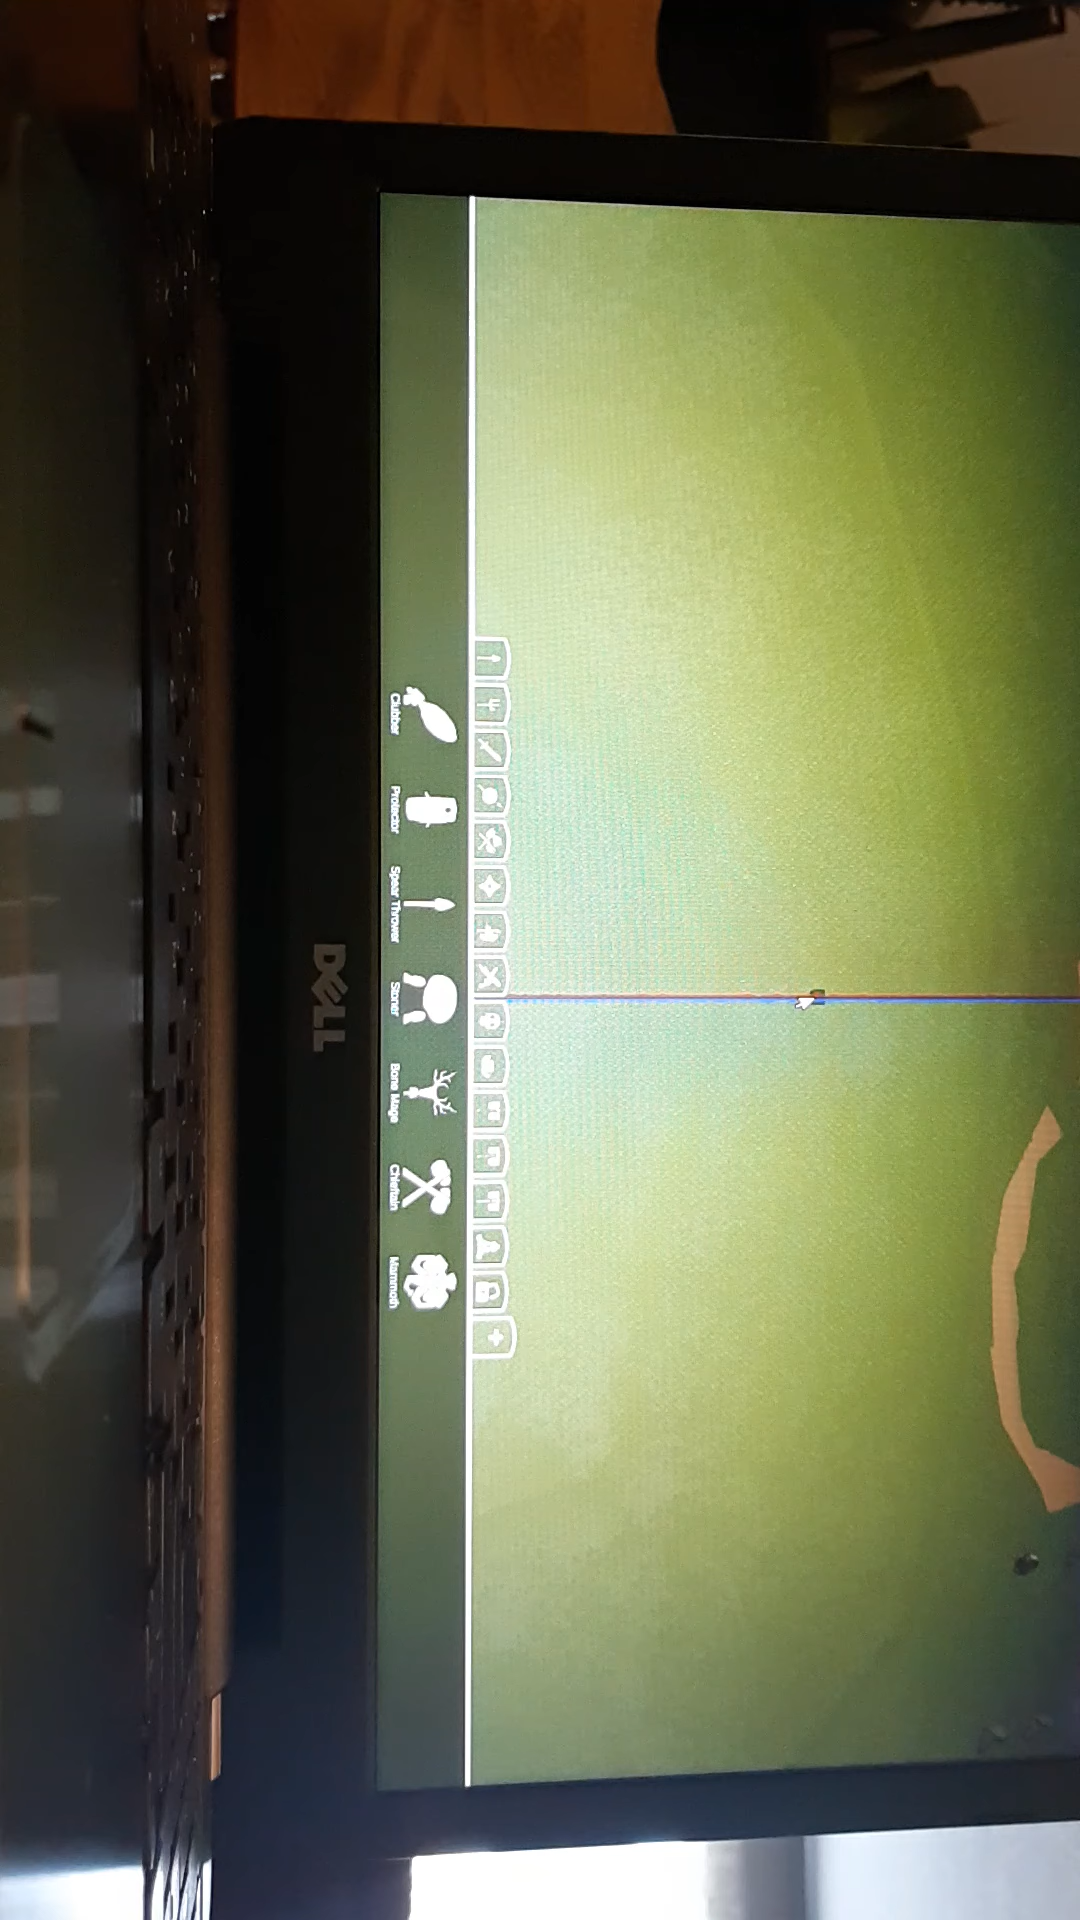 Clubber
Protector
Spear Thrower
Stoner
Bone Mage
Chieftain
Mammoth
DELL